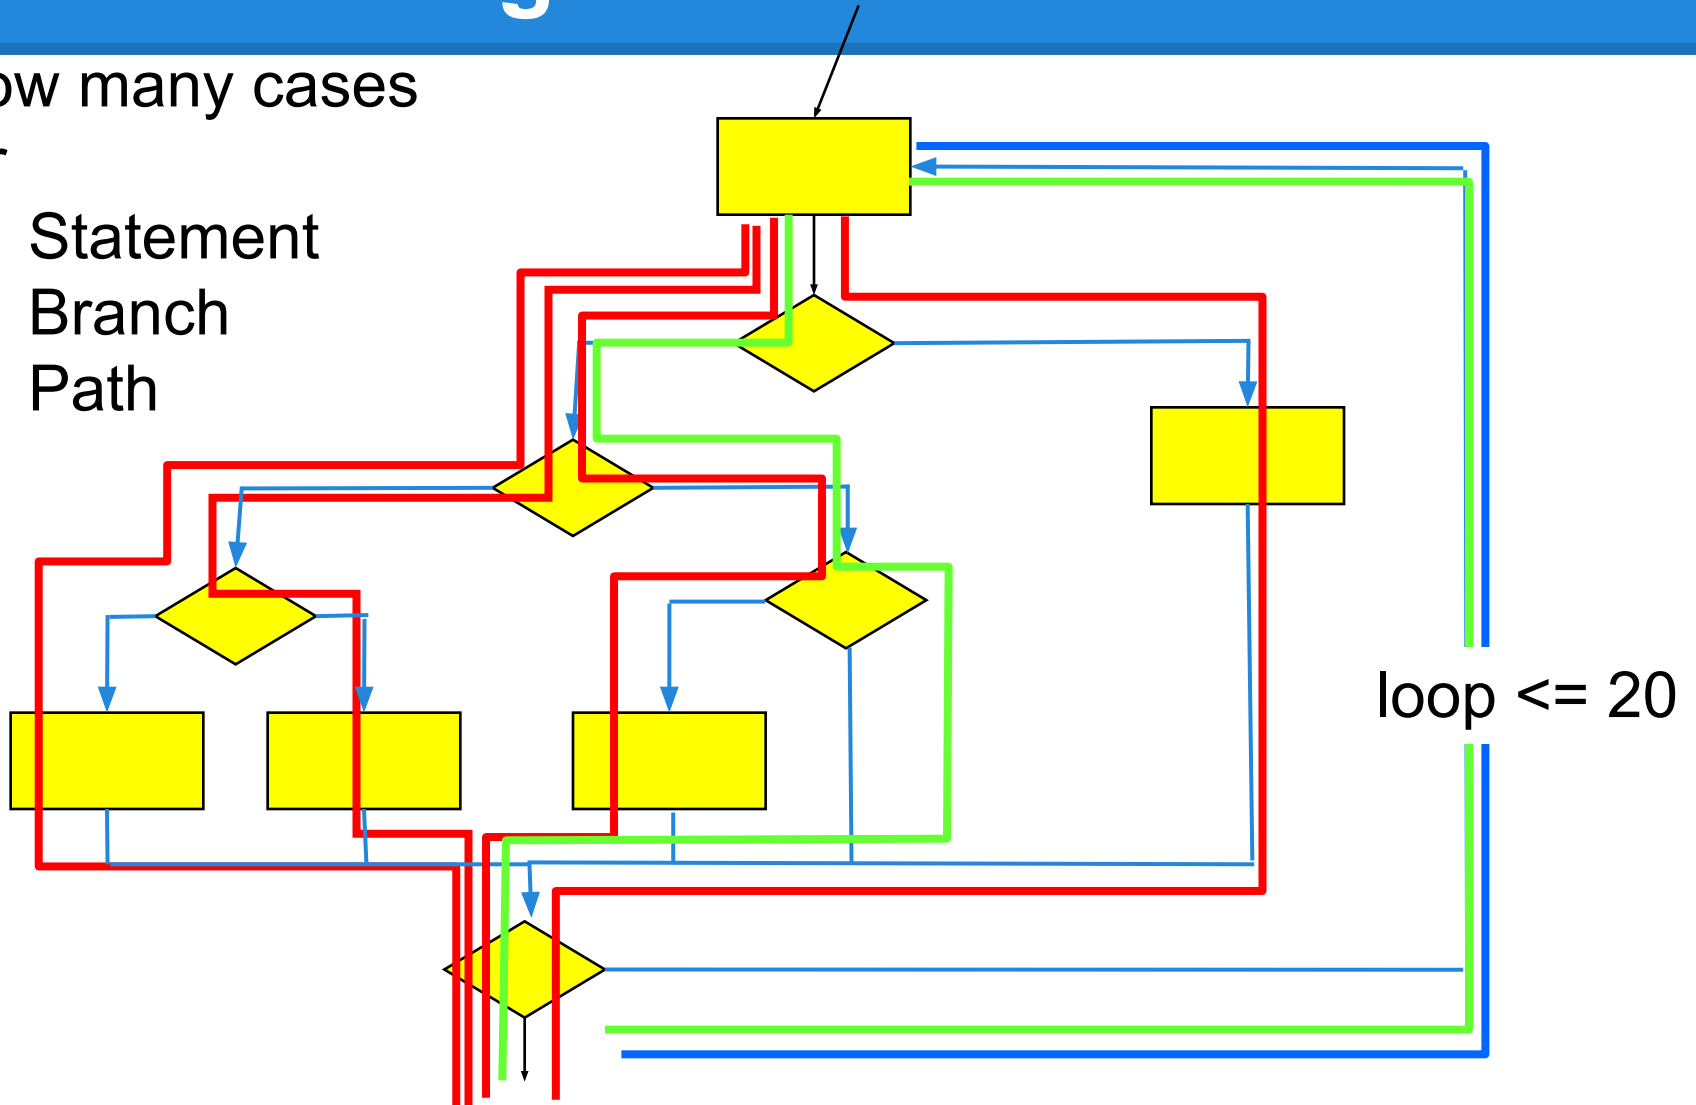 ow many cases
Statement
Branch
Path
loop <= 20